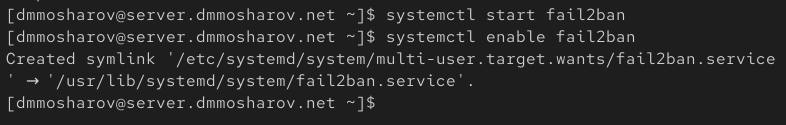 [dmmosharov@server.dmmosharov.net ~]$ systemctl start fail2ban
[dmmosharov@server.dmmosharov.net ~]$ systemctl enable fail2ban
Created symlink '/etc/systemd/system/multi-user.target.wants/fail2ban.service
' → '/usr/lib/systemd/system/fail2ban.service'.
[dmmosharov@server.dmmosharov.net ~]$